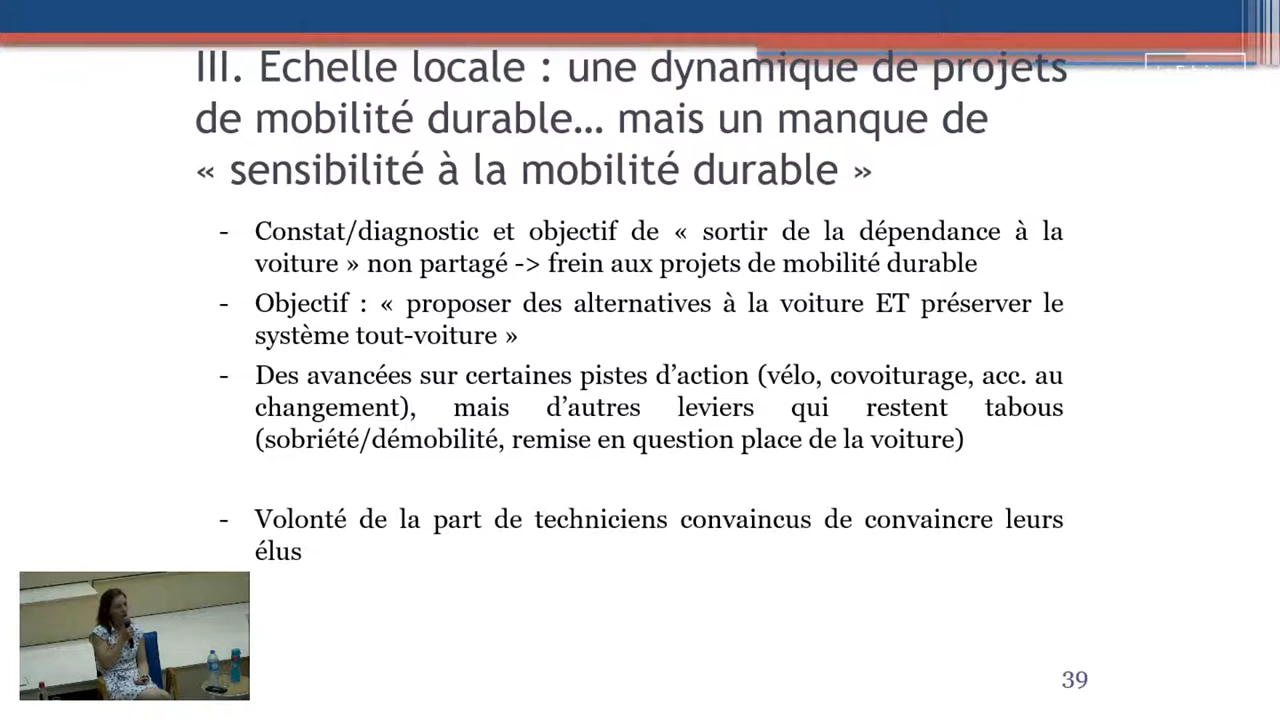 III. Echelle locale : une dynamique de projets
de mobilité durable... mais un manque de
« sensibilité à la mobilité durable »
- Constat/diagnostic et objectif de « sortir de la dépendance à la
voiture » non partagé -> frein aux projets de mobilité durable
- Objectif : « proposer des alternatives à la voiture ET préserver le
système tout-voiture »
- Des avancées sur certaines pistes d'action (vélo, covoiturage, acc. au
changement), mais d'autres leviers qui restent tabous
(sobriété/démobilité, remise en question place de la voiture)
- Volonté de la part de techniciens convaincus de convaincre leurs
élus
39